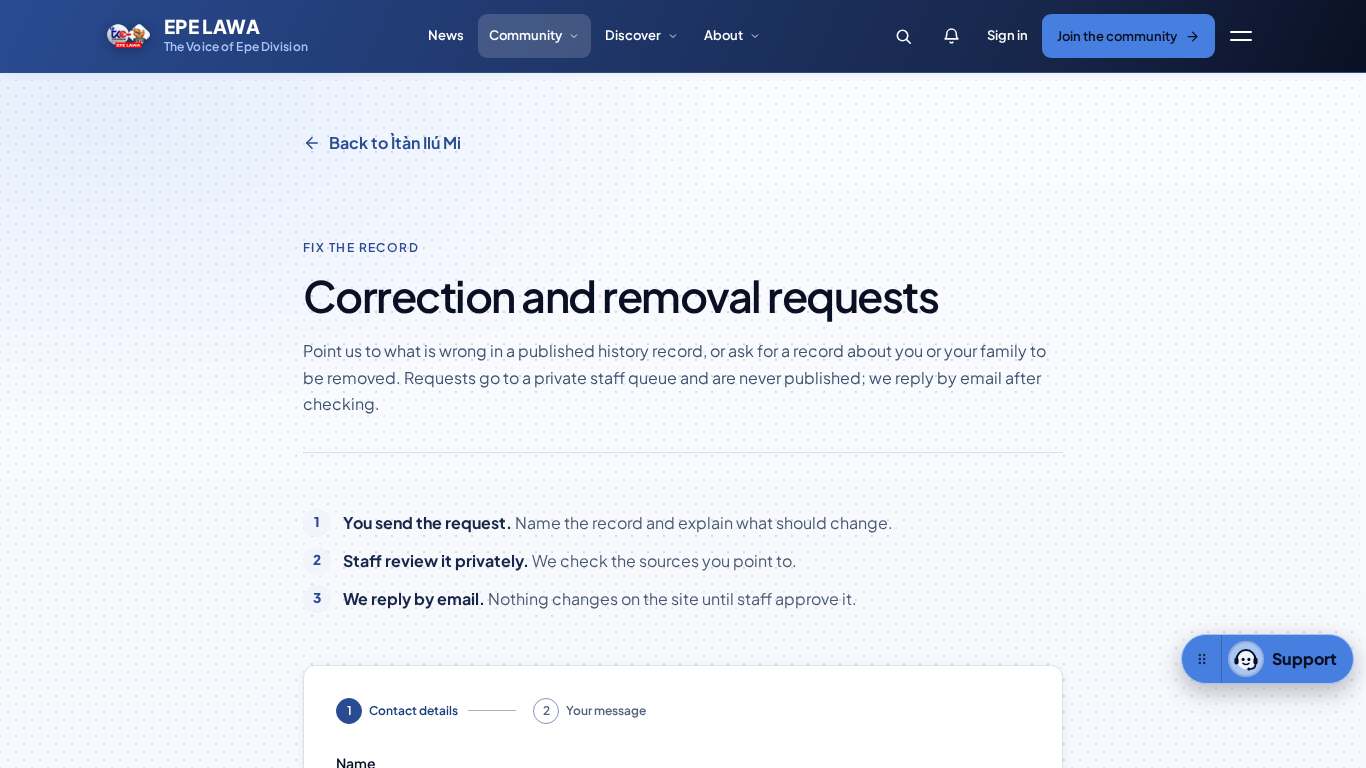 EPE LAWA
The Voice of Epe Division
EPE LAWA
News
Community
Discover
About
Sign in
Join the community
Back to Ìtàn Ilú Mi
FIX THE RECORD
Correction and removal requests
Point us to what is wrong in a published history record, or ask for a record about you or your family to
be removed. Requests go to a private staff queue and are never published; we reply by email after
checking.
1 You send the request. Name the record and explain what should change.
2 Staff review it privately. We check the sources you point to.
3 We reply by email. Nothing changes on the site until staff approve it.
Support
1 Contact details
2 Your message
Name